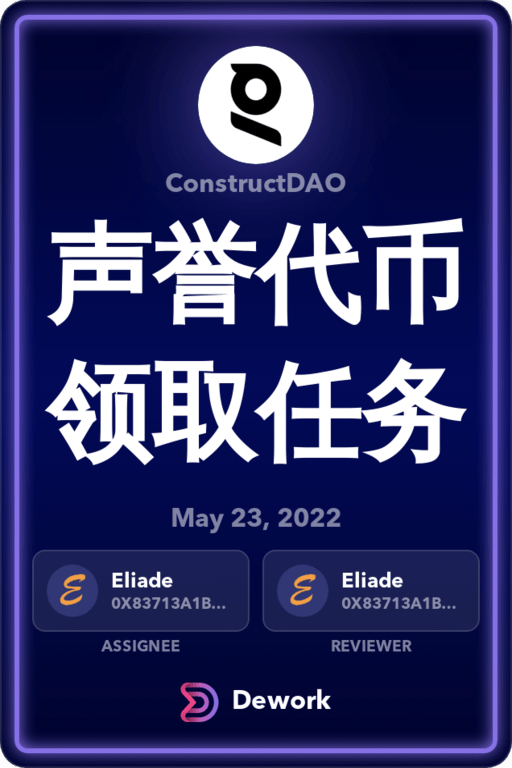 ConstructDAO
声誉代币
领取任务
May 23, 2022
E Eliade
0X83713A1B...
ASSIGNEE
E Eliade
0X83713A1B...
REVIEWER
Dework